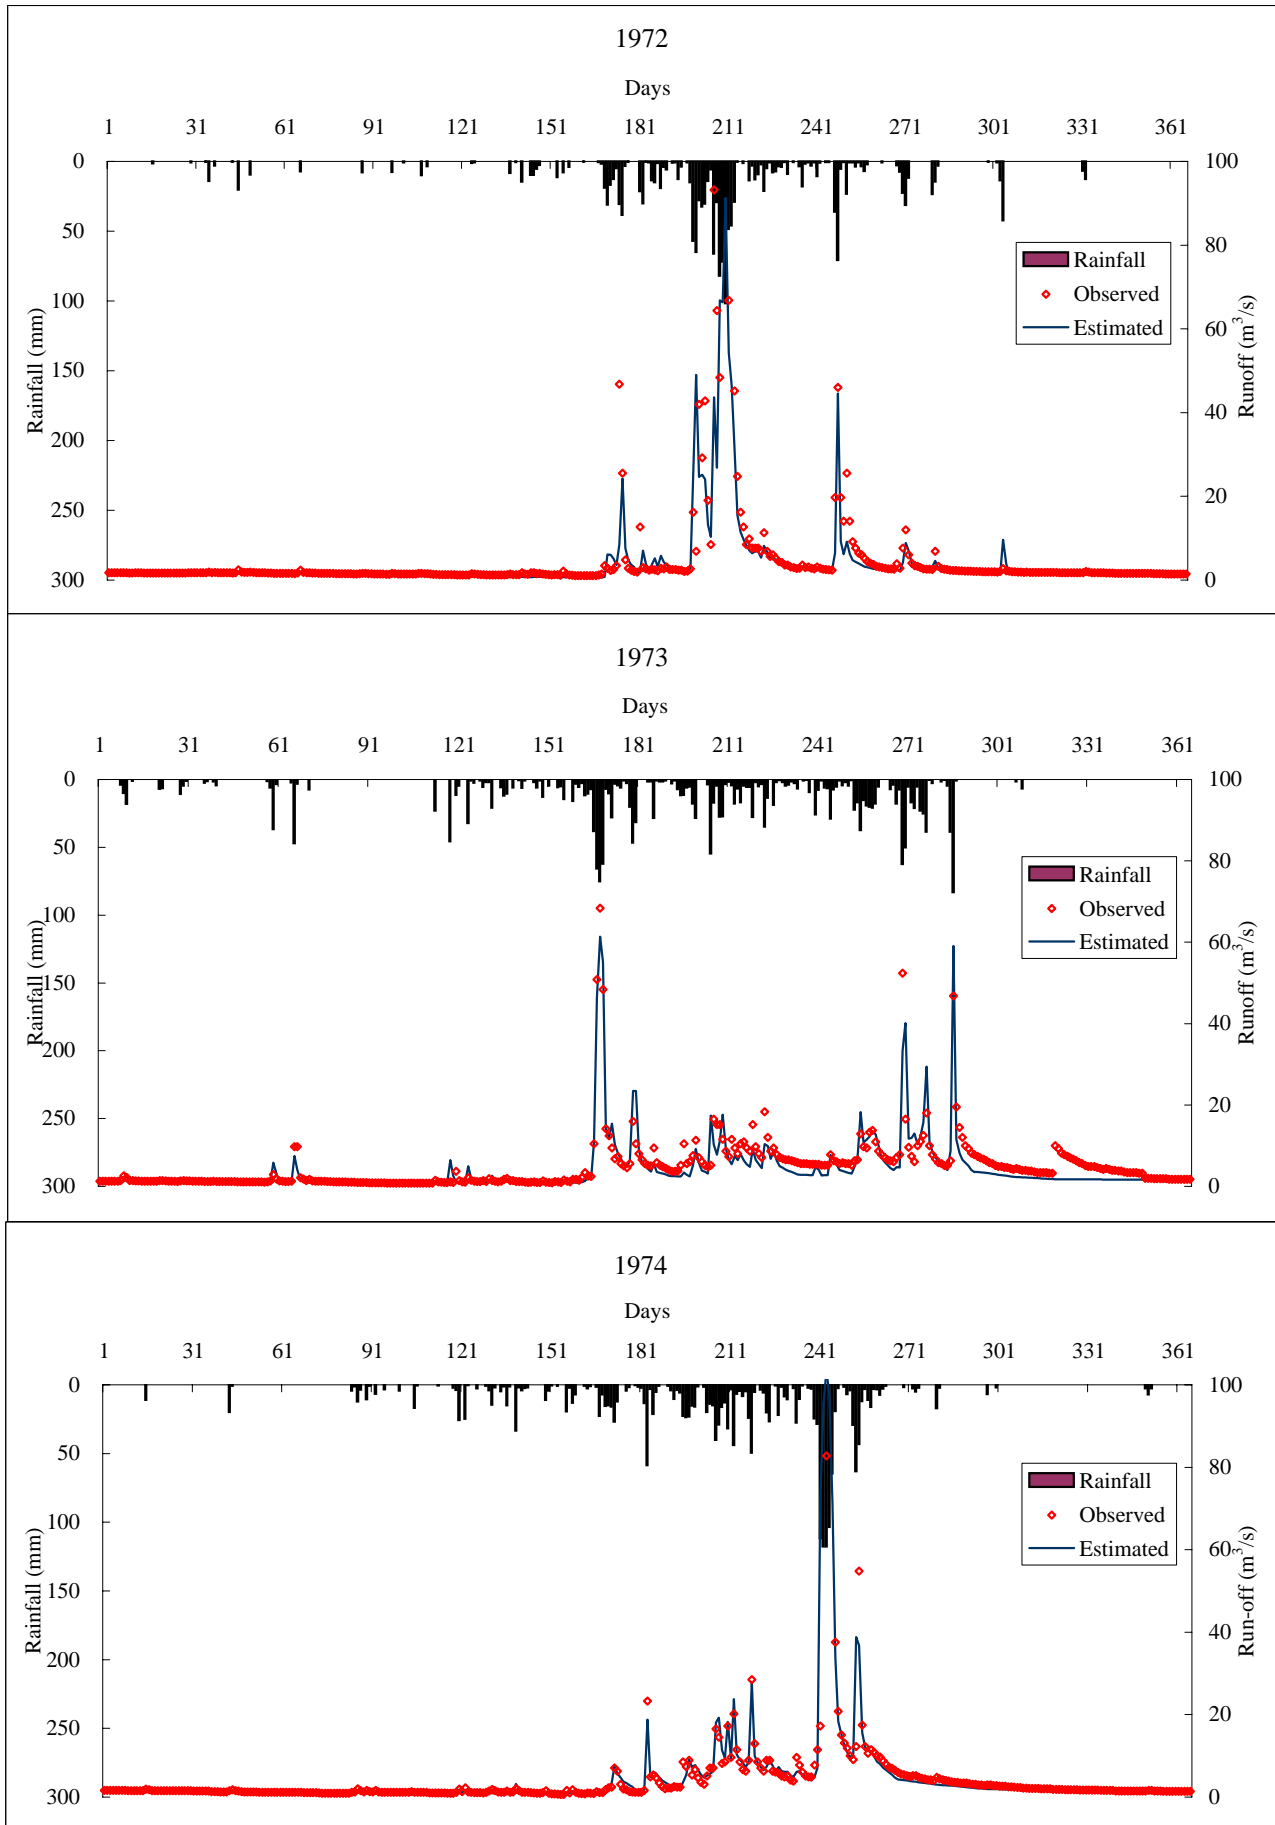 1972
Days
1 31 61 91 121 151 181 211 241 271 301 331 361
0 100
50 80
100 60
150 40
200 20
250
300 0
Rainfall (mm)
Runoff (m³/s)
Rainfall
Observed
Estimated
1973
Days
1 31 61 91 121 151 181 211 241 271 301 331 361
0 100
50 80
100 60
150 40
200 20
250
300 0
Rainfall (mm)
Runoff (m³/s)
Rainfall
Observed
Estimated
1974
Days
1 31 61 91 121 151 181 211 241 271 301 331 361
0 100
50 80
100 60
150 40
200 20
250
300 0
Rainfall (mm)
Run-off (m³/s)
Rainfall
Observed
Estimated